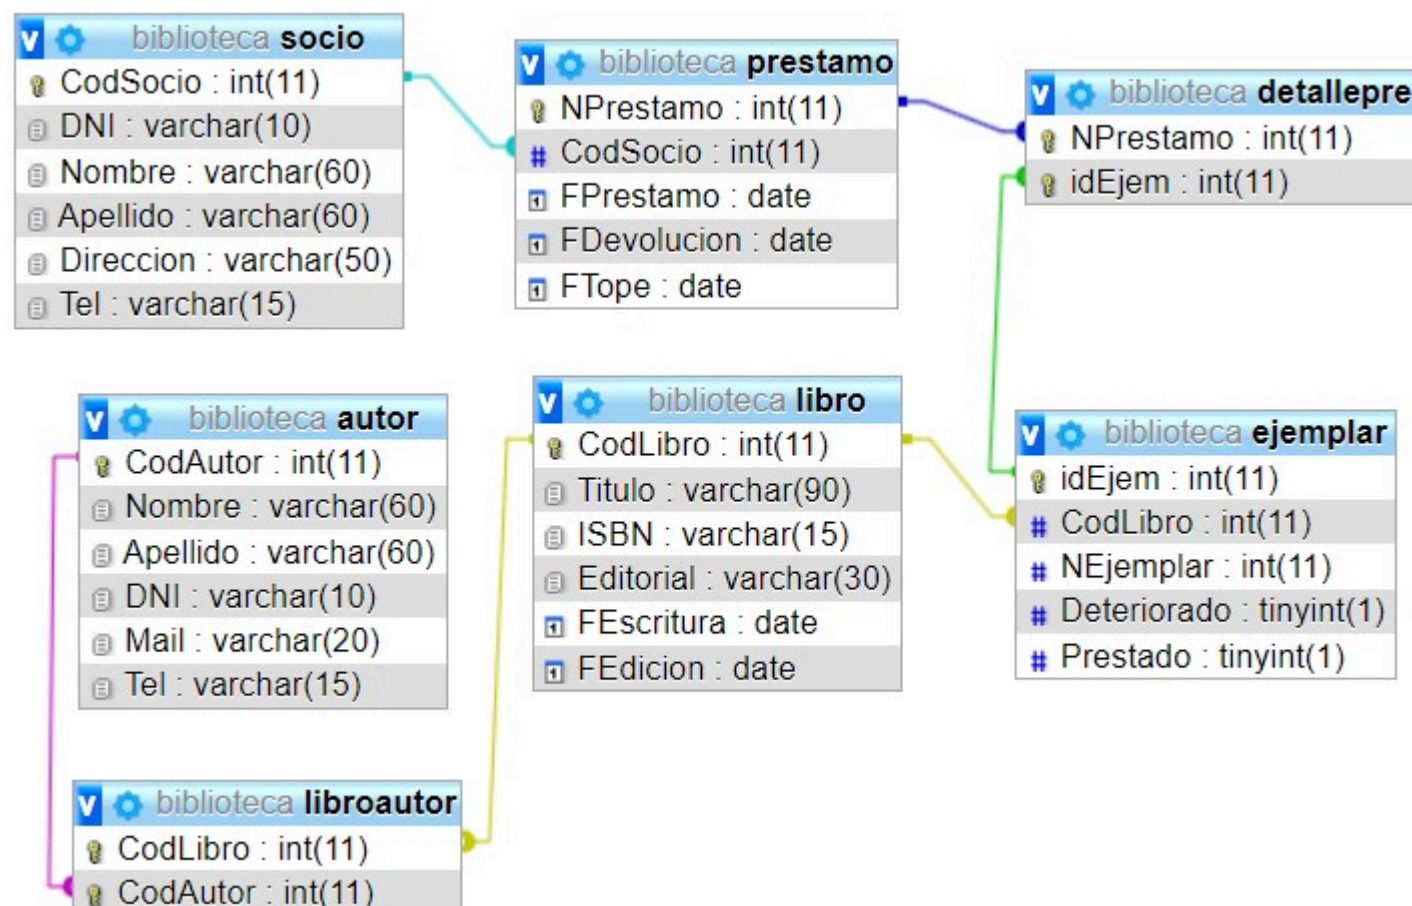 biblioteca socio
CodSocio : int(11)
DNI : varchar(10)
Nombre : varchar(60)
Apellido : varchar(60)
Direccion : varchar(50)
Tel : varchar(15)
biblioteca prestamo
NPrestamo : int(11)
CodSocio : int(11)
FPrestamo : date
FDevolucion : date
FTope : date
biblioteca detallepre
NPrestamo : int(11)
idEjem : int(11)
biblioteca autor
CodAutor : int(11)
Nombre : varchar(60)
Apellido : varchar(60)
DNI : varchar(10)
Mail : varchar(20)
Tel : varchar(15)
biblioteca libro
CodLibro : int(11)
Titulo : varchar(90)
ISBN : varchar(15)
Editorial : varchar(30)
FEscritura : date
FEdicion : date
biblioteca ejemplar
idEjem : int(11)
CodLibro : int(11)
NEjemplar : int(11)
Deteriorado : tinyint(1)
Prestado : tinyint(1)
biblioteca libroautor
CodLibro : int(11)
CodAutor : int(11)